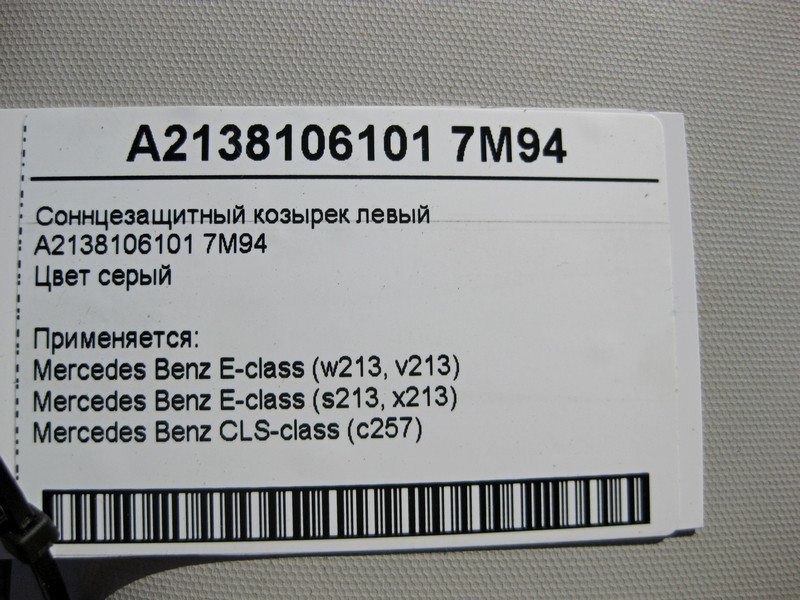 A2138106101 7M94
Соннцезащитный козырек левый
A2138106101 7M94
Цвет серый
Применяется:
Mercedes Benz E-class (w213, v213)
Mercedes Benz E-class (s213, x213)
Mercedes Benz CLS-class (c257)